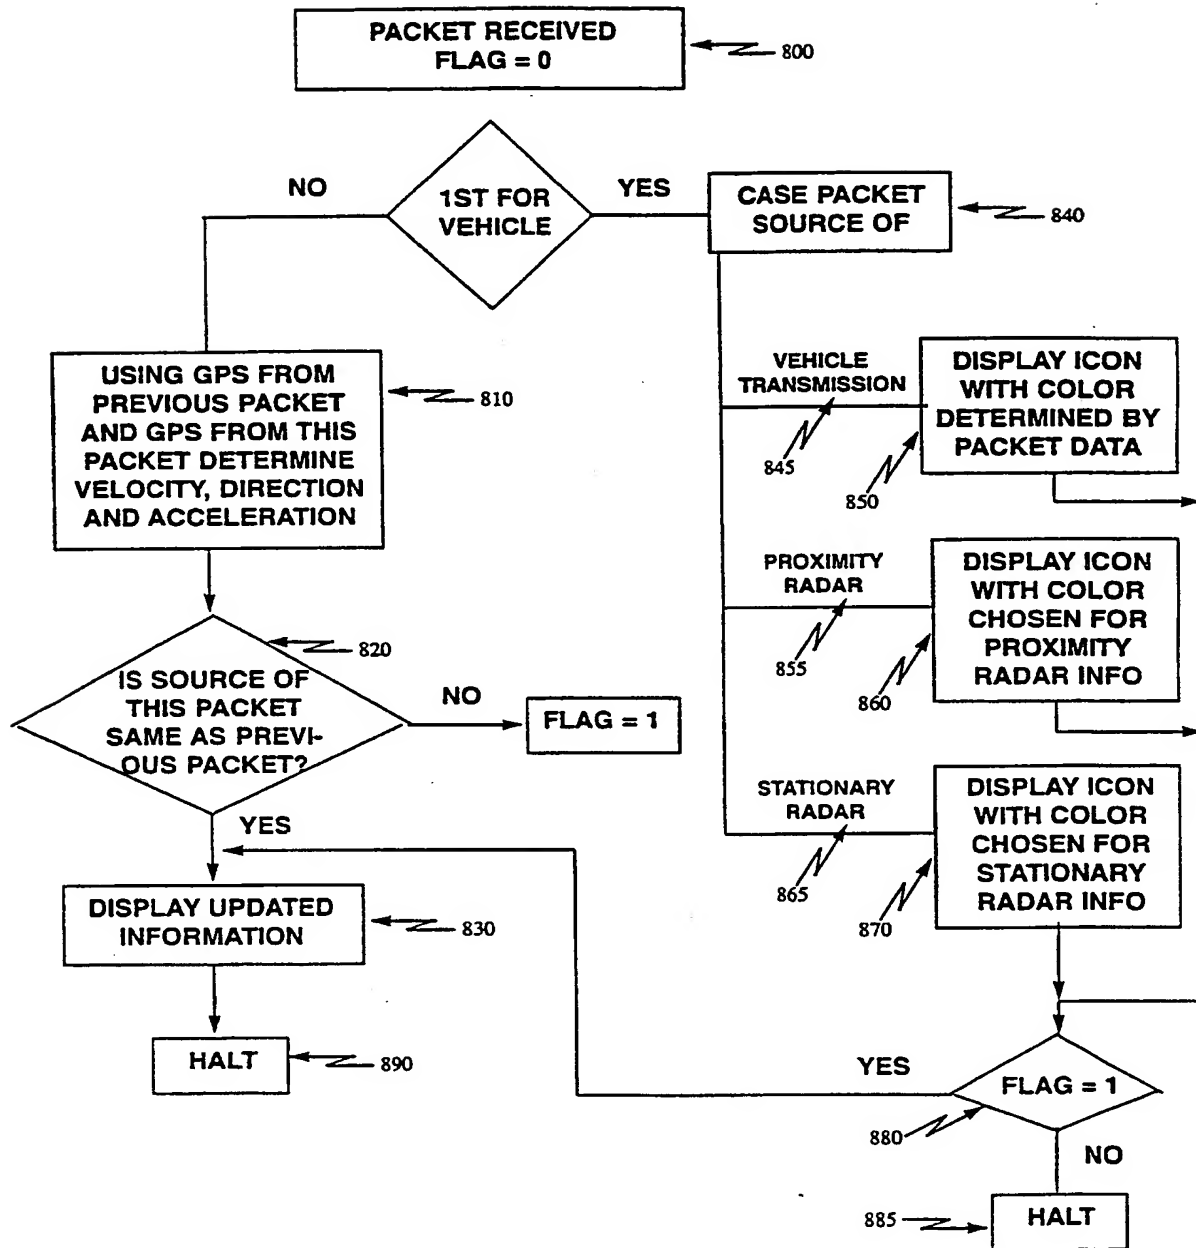 PACKET RECEIVED
FLAG = 0
800
NO
1ST FOR
VEHICLE
YES
CASE PACKET
SOURCE OF
840
USING GPS FROM
PREVIOUS PACKET
AND GPS FROM THIS
PACKET DETERMINE
VELOCITY, DIRECTION
AND ACCELERATION
810
VEHICLE
TRANSMISSION
845
DISPLAY ICON
WITH COLOR
DETERMINED BY
PACKET DATA
850
PROXIMITY
RADAR
855
DISPLAY ICON
WITH COLOR
CHOSEN FOR
PROXIMITY
RADAR INFO
860
820
IS SOURCE OF
THIS PACKET
SAME AS PREVI-
OUS PACKET?
NO
FLAG = 1
YES
STATIONARY
RADAR
865
DISPLAY ICON
WITH COLOR
CHOSEN FOR
STATIONARY
RADAR INFO
870
DISPLAY UPDATED
INFORMATION
830
HALT
890
YES
FLAG = 1
880
NO
885
HALT